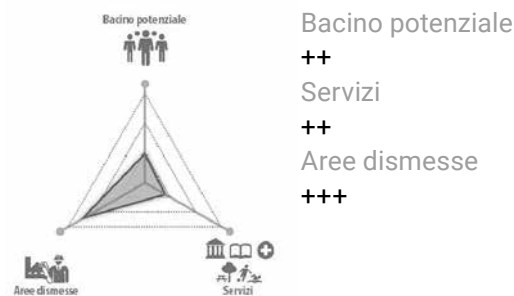 Bacino potenziale
Bacino potenziale
++
Servizi
++
Aree dismesse
+++
Aree dismesse
Servizi